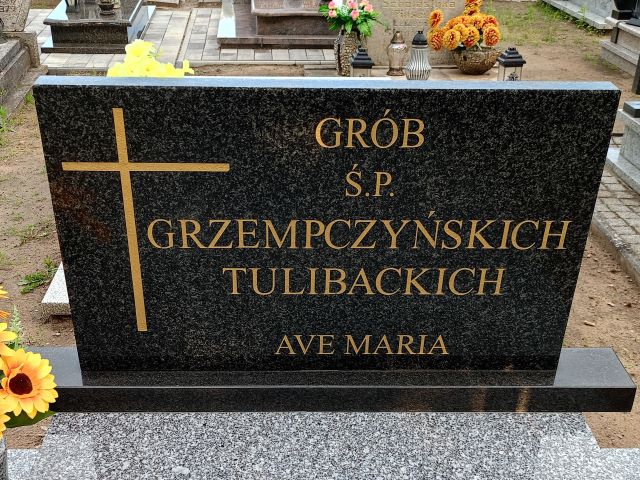 GRÓB
Ś.P.
GRZEMPCZYŃSKICH
TULIBACKICH
AVE MARIA